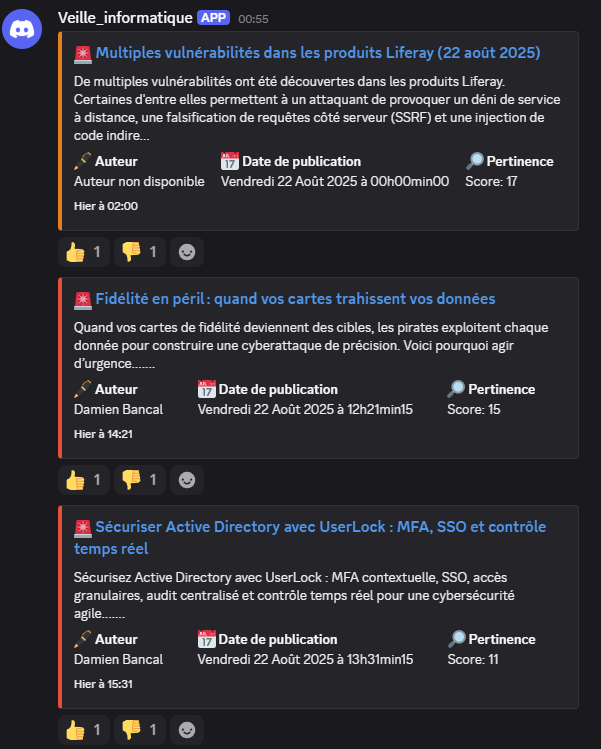 Veille_informatique APP 00:55
Multiples vulnérabilités dans les produits Liferay (22 août 2025)
De multiples vulnérabilités ont été découvertes dans les produits Liferay.
Certaines d'entre elles permettent à un attaquant de provoquer un déni de service
à distance, une falsification de requêtes côté serveur (SSRF) et une injection de
code indire...
Auteur Date de publication Pertinence
Auteur non disponible Vendredi 22 Août 2025 à 00h00min00 Score: 17
Hier à 02:00
1 1
Fidélité en péril : quand vos cartes trahissent vos données
Quand vos cartes de fidélité deviennent des cibles, les pirates exploitent chaque
donnée pour construire une cyberattaque de précision. Voici pourquoi agir
d’urgence.......
Auteur Date de publication Pertinence
Damien Bancal Vendredi 22 Août 2025 à 12h21min15 Score: 15
Hier à 14:21
1 1
Sécuriser Active Directory avec UserLock : MFA, SSO et contrôle
temps réel
Sécurisez Active Directory avec UserLock : MFA contextuelle, SSO, accès
granulaires, audit centralisé et contrôle temps réel pour une cybersécurité
agile.......
Auteur Date de publication Pertinence
Damien Bancal Vendredi 22 Août 2025 à 13h31min15 Score: 11
Hier à 15:31
1 1